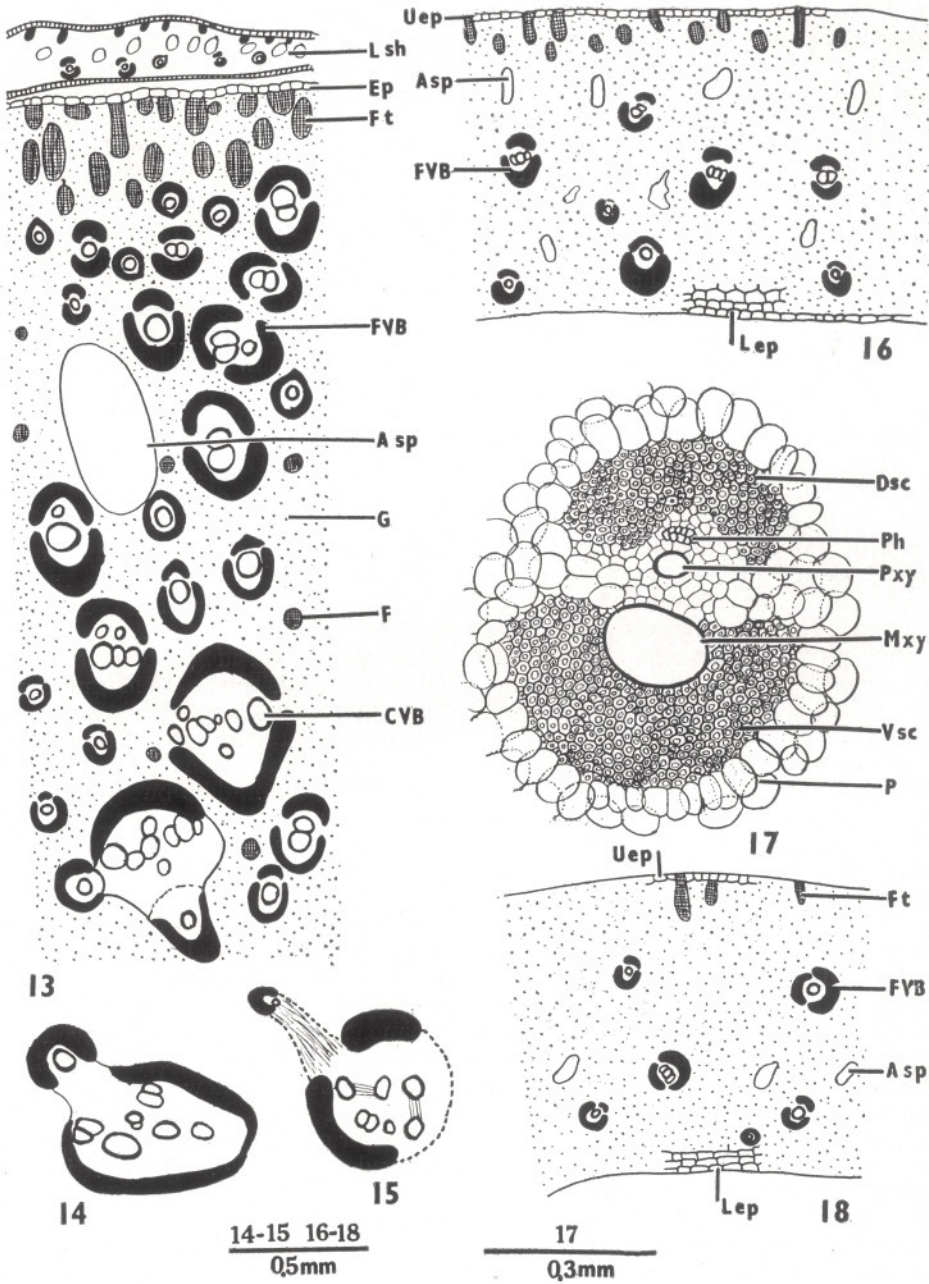 Lsh
Ep
Ft
FVB
Asp
G
F
CVB
13
14
15
14-15 16-18
0,5mm
Uep
Asp
FVB
Lep
16
Dsc
Ph
Pxy
Mxy
Vsc
P
17
Uep
Ft
FVB
Asp
Lep
18
17
0,3mm